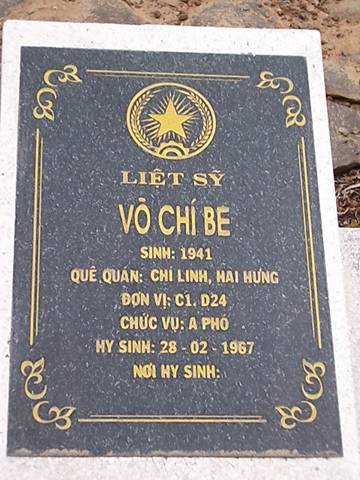 LIỆT SỸ
VÕ CHÍ BÉ
SINH: 1941
QUÊ QUÁN: CHÍ LINH, HẢI HƯNG
ĐƠN VỊ: C1, D24
CHỨC VỤ: A PHÓ
HY SINH: 28 - 02 - 1967
NƠI HY SINH: